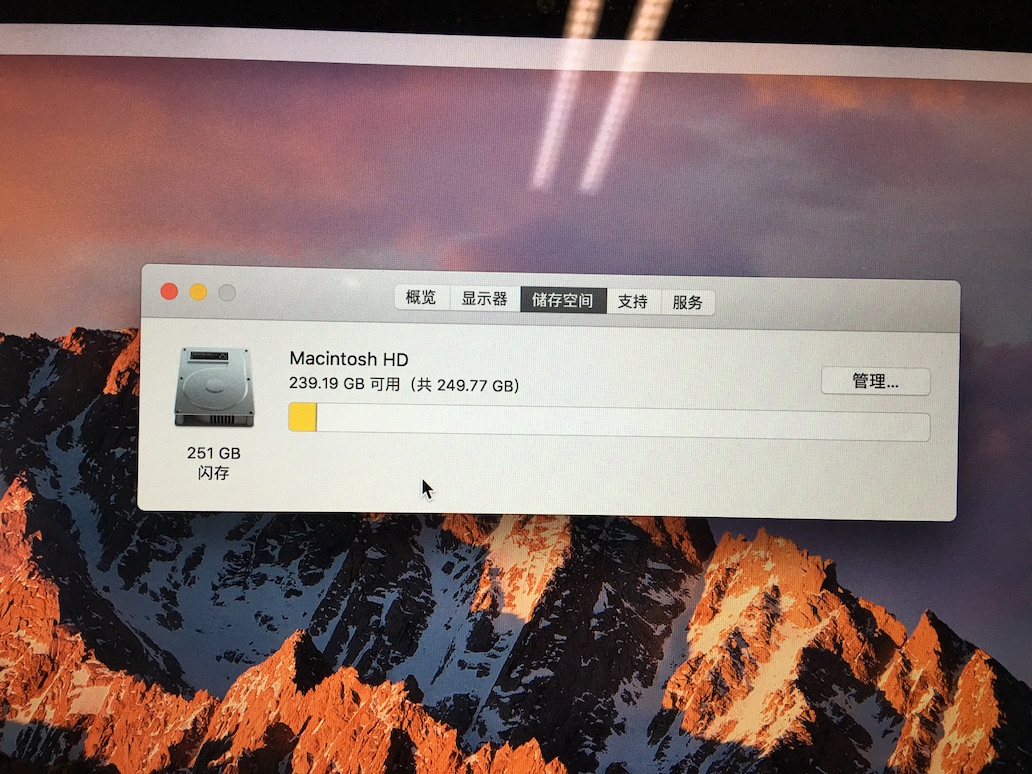 概览 显示器 储存空间 支持 服务
Macintosh HD
239.19 GB 可用（共 249.77 GB）
管理...
251 GB
闪存